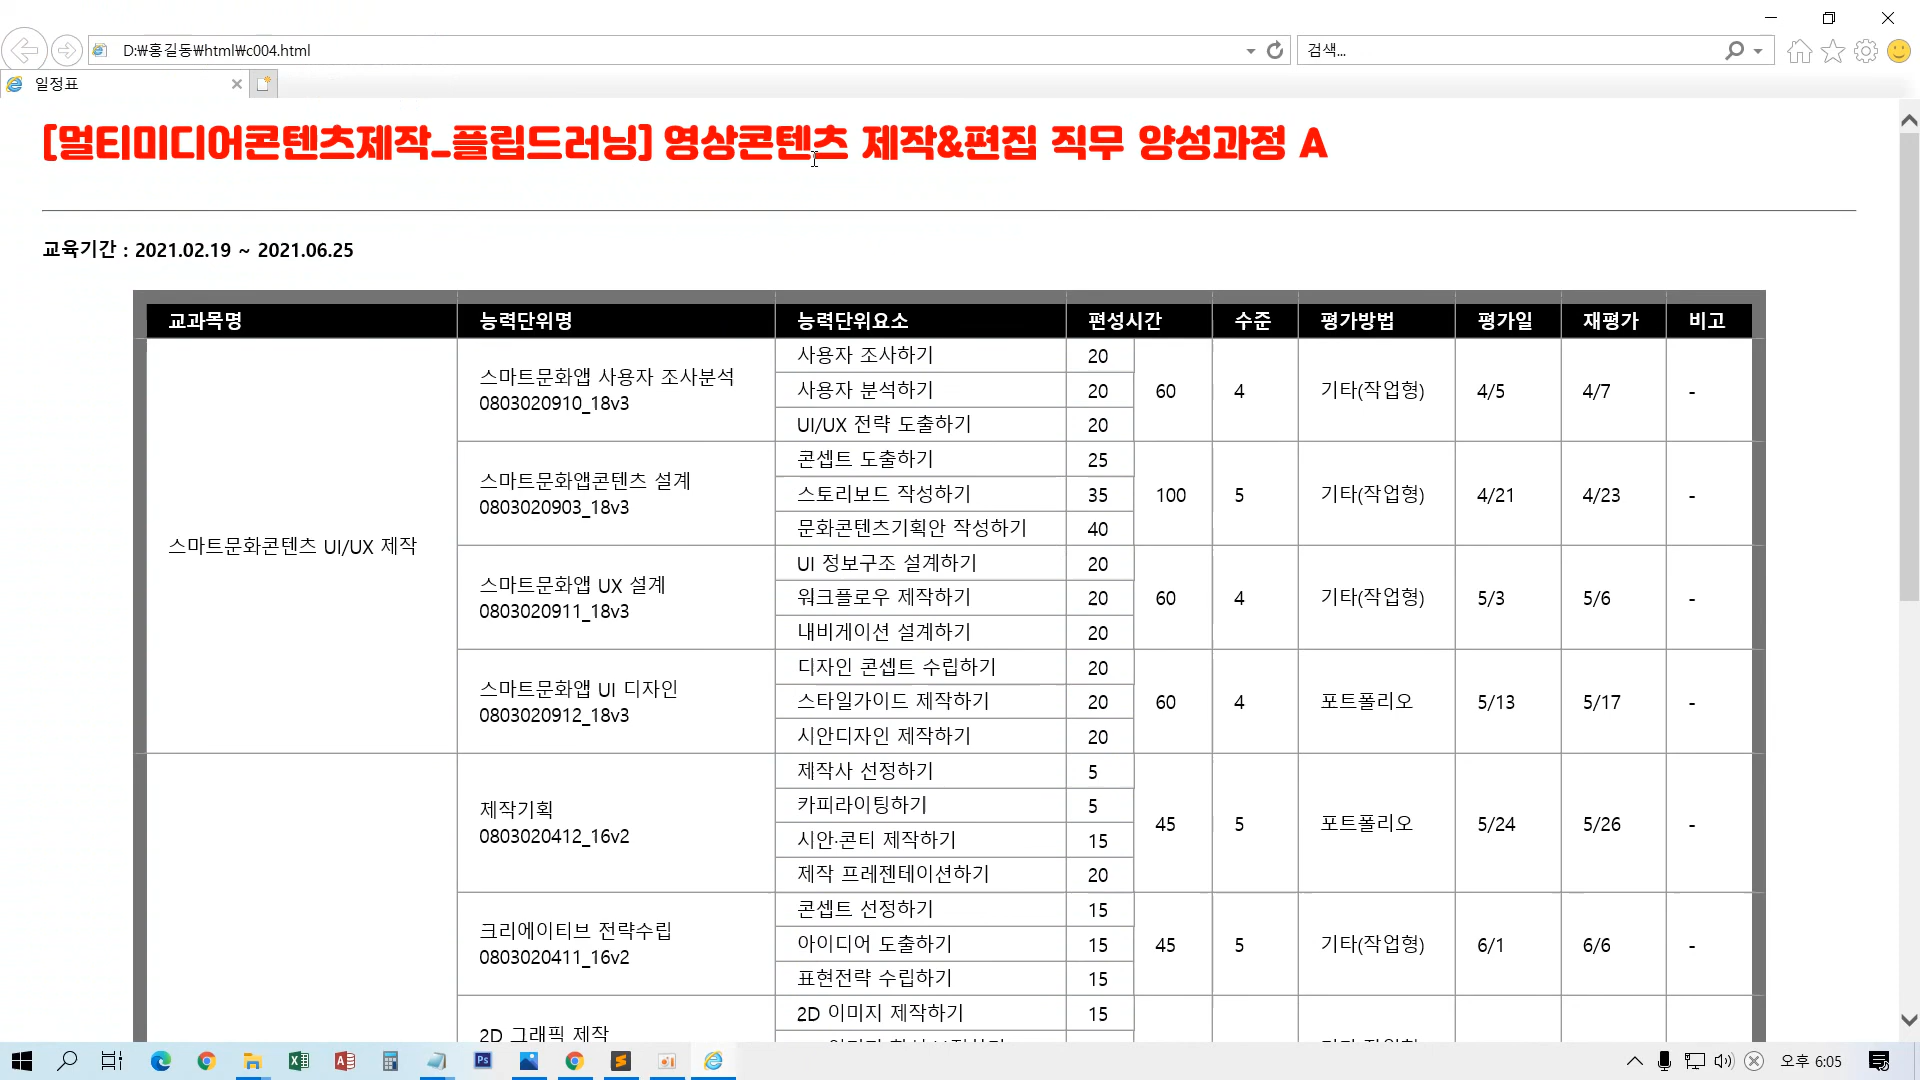 D:₩홍길동₩html₩c004.html
검색...
일정표
[멀티미디어콘텐츠제작_플립드러닝] 영상콘텐츠 제작&편집 직무 양성과정 A
교육기간 : 2021.02.19 ~ 2021.06.25
교과목명 능력단위명 능력단위요소 편성시간 수준 평가방법 평가일 재평가 비고
스마트문화콘텐츠 UI/UX 제작
스마트문화앱 사용자 조사분석
0803020910_18v3
사용자 조사하기 20
사용자 분석하기 20
UI/UX 전략 도출하기 20
60 4 기타(작업형) 4/5 4/7 -
스마트문화앱콘텐츠 설계
0803020903_18v3
콘셉트 도출하기 25
스토리보드 작성하기 35
문화콘텐츠기획안 작성하기 40
100 5 기타(작업형) 4/21 4/23 -
스마트문화앱 UX 설계
0803020911_18v3
UI 정보구조 설계하기 20
워크플로우 제작하기 20
내비게이션 설계하기 20
60 4 기타(작업형) 5/3 5/6 -
스마트문화앱 UI 디자인
0803020912_18v3
디자인 콘셉트 수립하기 20
스타일가이드 제작하기 20
시안디자인 제작하기 20
60 4 포트폴리오 5/13 5/17 -
제작기획
0803020412_16v2
제작사 선정하기 5
카피라이팅하기 5
시안·콘티 제작하기 15
제작 프레젠테이션하기 20
45 5 포트폴리오 5/24 5/26 -
크리에이티브 전략수립
0803020411_16v2
콘셉트 선정하기 15
아이디어 도출하기 15
표현전략 수립하기 15
45 5 기타(작업형) 6/1 6/6 -
2D 그래픽 제작
2D 이미지 제작하기 15
오후 6:05